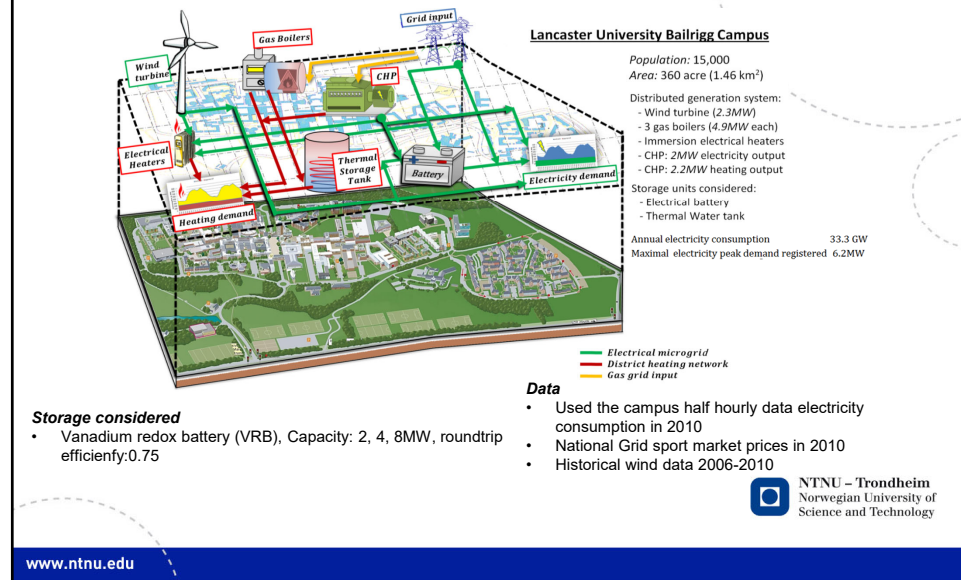 Grid input
Gas Boilers
Wind
turbine
CHP
Electrical
Heaters
Thermal
Storage
Tank
Battery
Electricity demand
Heating demand
Lancaster University Bailrigg Campus
Population: 15,000
Area: 360 acre (1.46 km²)
Distributed generation system:
- Wind turbine (2.3MW)
- 3 gas boilers (4.9MW each)
- Immersion electrical heaters
- CHP: 2MW electricity output
- CHP: 2.2MW heating output
Storage units considered:
- Electrical battery
- Thermal Water tank
Annual electricity consumption 33.3 GW
Maximal electricity peak demand registered 6.2MW
Electrical microgrid
District heating network
Gas grid input
Storage considered
• Vanadium redox battery (VRB), Capacity: 2, 4, 8MW, roundtrip
efficienfy:0.75
Data
• Used the campus half hourly data electricity
consumption in 2010
• National Grid sport market prices in 2010
• Historical wind data 2006-2010
NTNU – Trondheim
Norwegian University of
Science and Technology
www.ntnu.edu